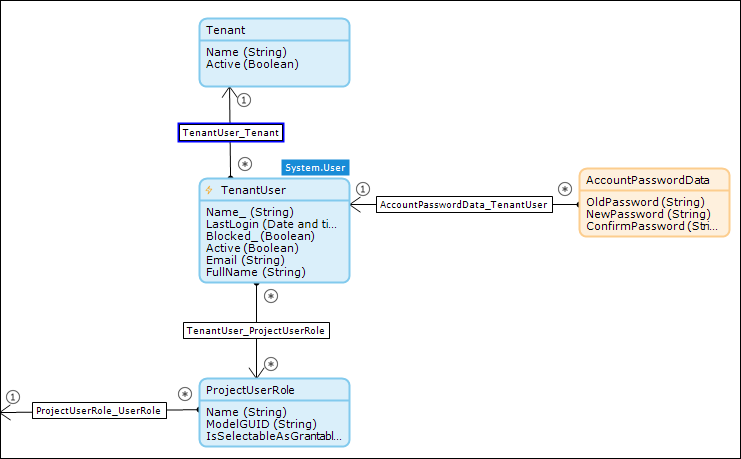 Tenant
Name (String)
Active (Boolean)
1
TenantUser_Tenant
*
System.User
TenantUser
Name_ (String)
LastLogin (Date and ti...
Blocked_ (Boolean)
Active (Boolean)
Email (String)
FullName (String)
1
AccountPasswordData_TenantUser
*
AccountPasswordData
OldPassword (String)
NewPassword (String)
ConfirmPassword (Stri...
*
TenantUser_ProjectUserRole
*
ProjectUserRole
Name (String)
ModelGUID (String)
IsSelectableAsGrantabl...
*
ProjectUserRole_UserRole
1